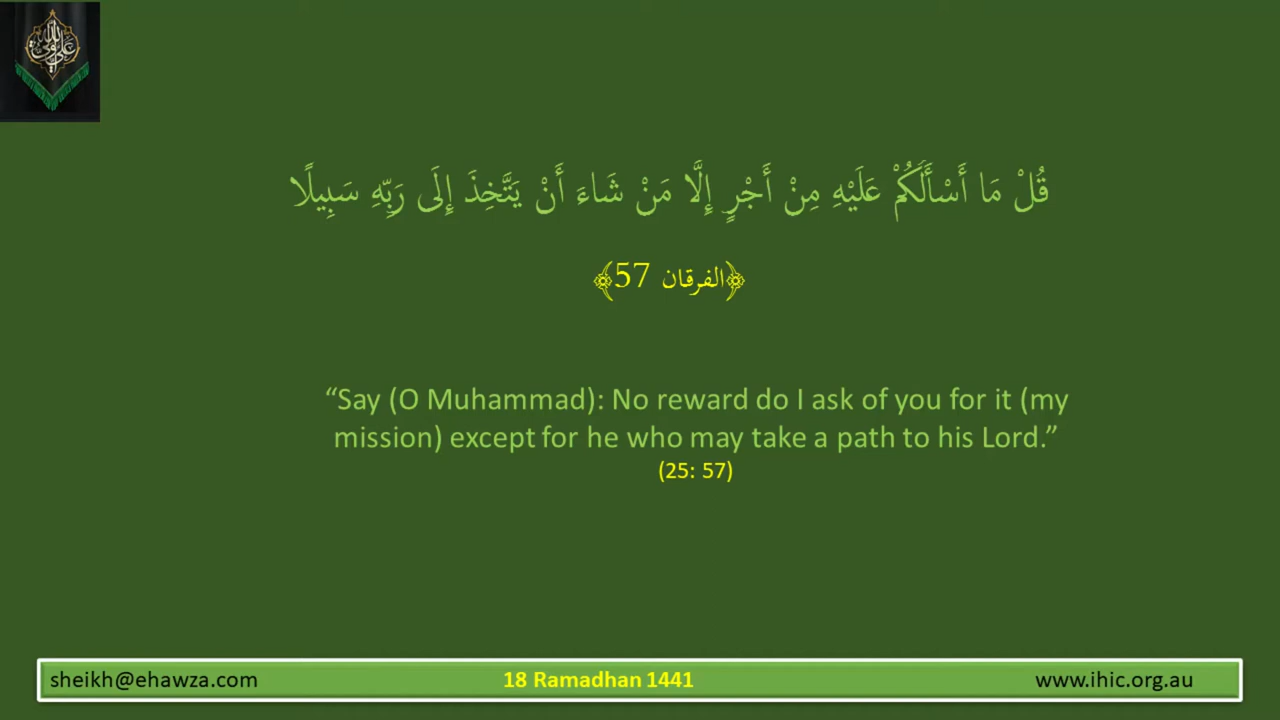 قُلْ مَا أَسْأَلُكُمْ عَلَيْهِ مِنْ أَجْرٍ إِلَّا مَنْ شَاءَ أَنْ يَتَّخِذَ إِلَى رَبِّهِ سَبِيلًا
﴿الفرقان 57﴾
“Say (O Muhammad): No reward do I ask of you for it (my
mission) except for he who may take a path to his Lord.”
(25: 57)
sheikh@ehawza.com 18 Ramadhan 1441 www.ihic.org.au